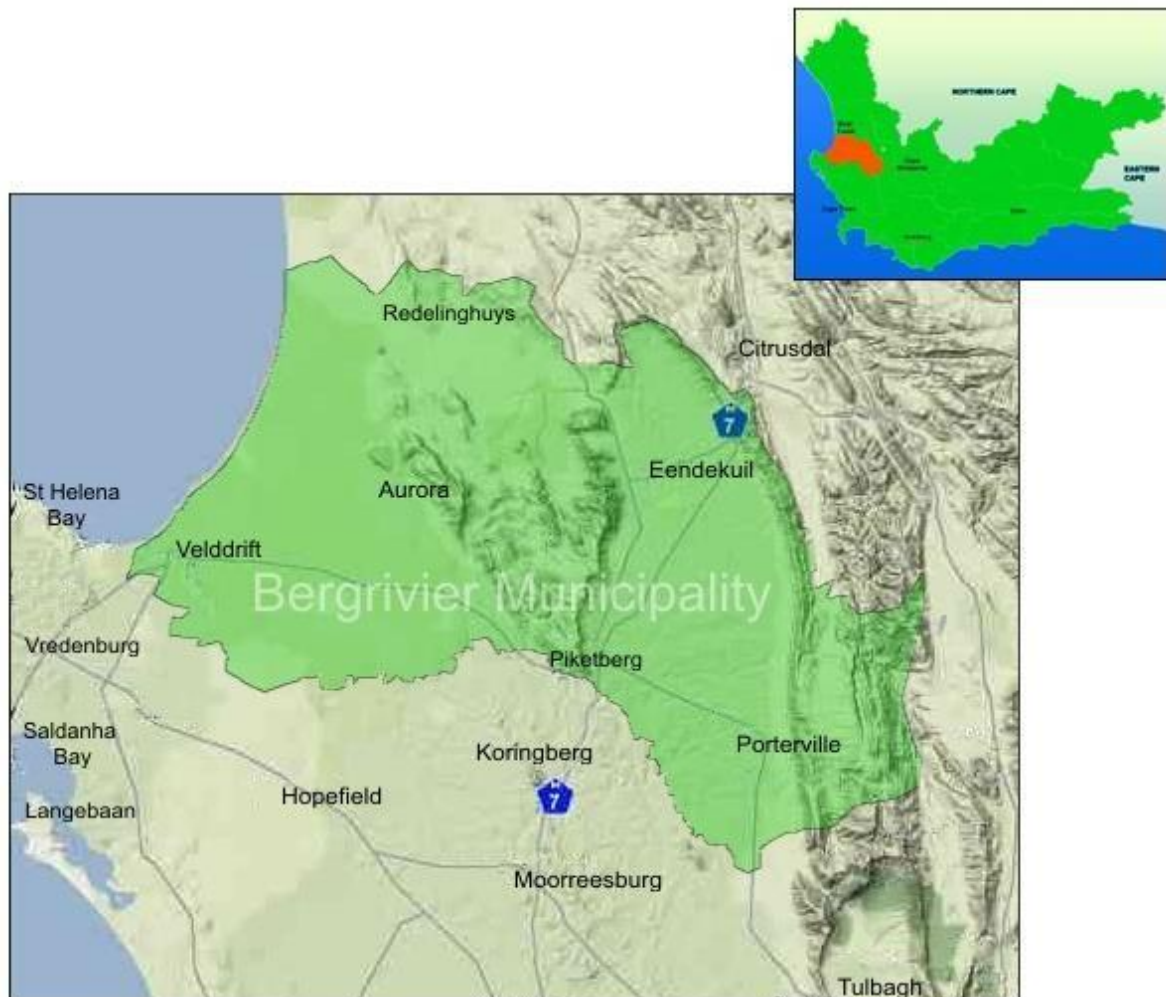 NORTHERN CAPE
EASTERN
CAPE
Redelinghuys
Citrusdal
7
Eendekuil
Aurora
St Helena
Bay
Velddrift
Bergrivier Municipality
Vredenburg
Piketberg
Saldanha
Bay
Porterville
Koringberg
7
Hopefield
Langebaan
Moorreesburg
Tulbagh